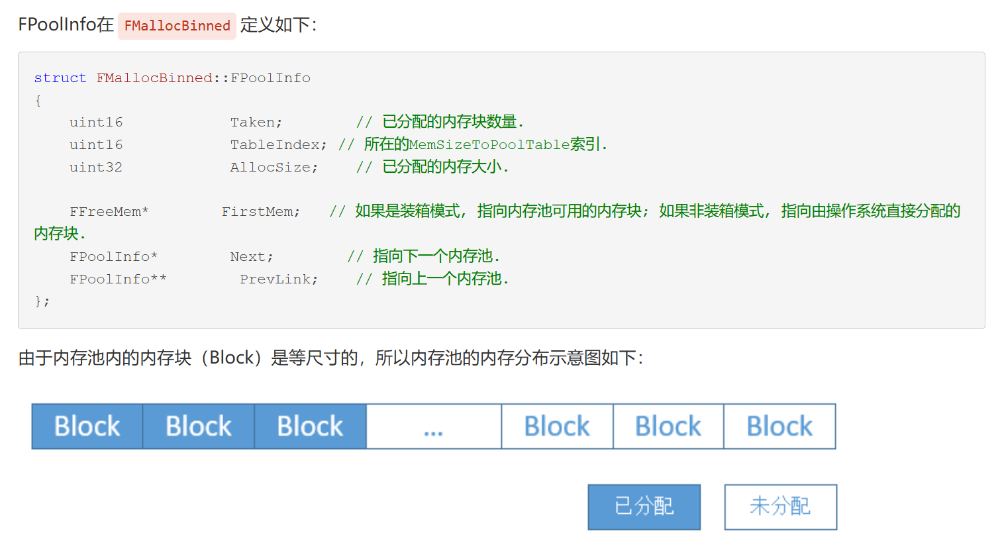 FPoolInfo在 FMallocBinned 定义如下：
struct FMallocBinned::FPoolInfo
{
uint16 Taken; // 已分配的内存块数量.
uint16 TableIndex; // 所在的MemSizeToPoolTable索引.
uint32 AllocSize; // 已分配的内存大小.
FFreeMem* FirstMem; // 如果是装箱模式, 指向内存池可用的内存块; 如果非装箱模式, 指向由操作系统直接分配的
内存块.
FPoolInfo* Next; // 指向下一个内存池.
FPoolInfo** PrevLink; // 指向上一个内存池.
};
由于内存池内的内存块（Block）是等尺寸的，所以内存池的内存分布示意图如下：
Block Block Block ... Block Block Block
已分配 未分配